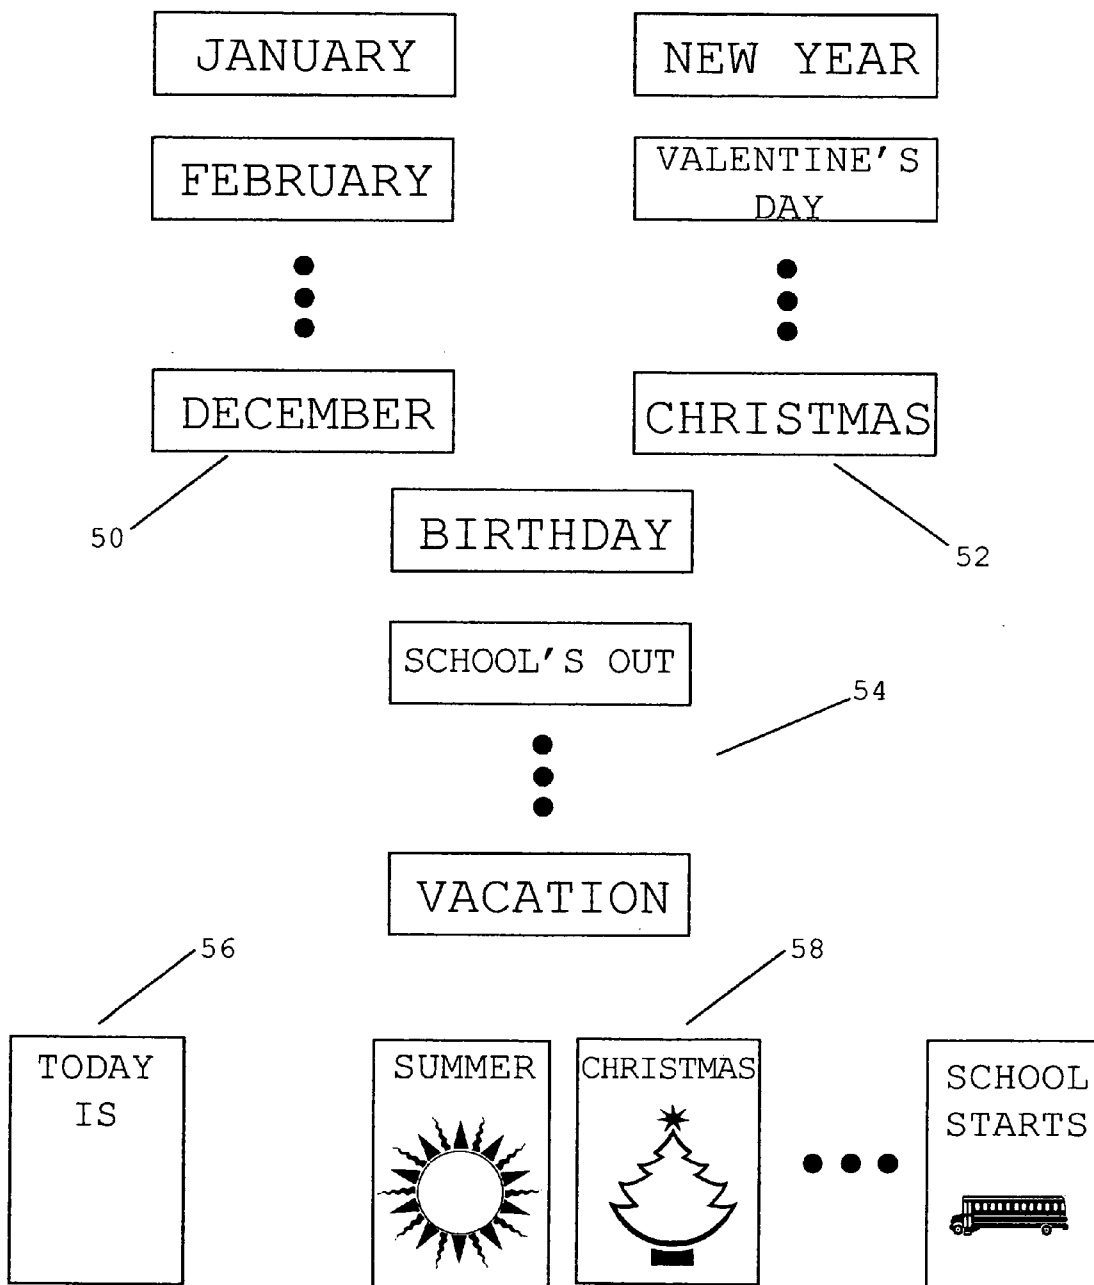 JANUARY
NEW YEAR
FEBRUARY
VALENTINE'S
DAY
DECEMBER
CHRISTMAS
50
52
BIRTHDAY
SCHOOL'S OUT
54
VACATION
56
58
TODAY
IS
SUMMER
CHRISTMAS
SCHOOL
STARTS